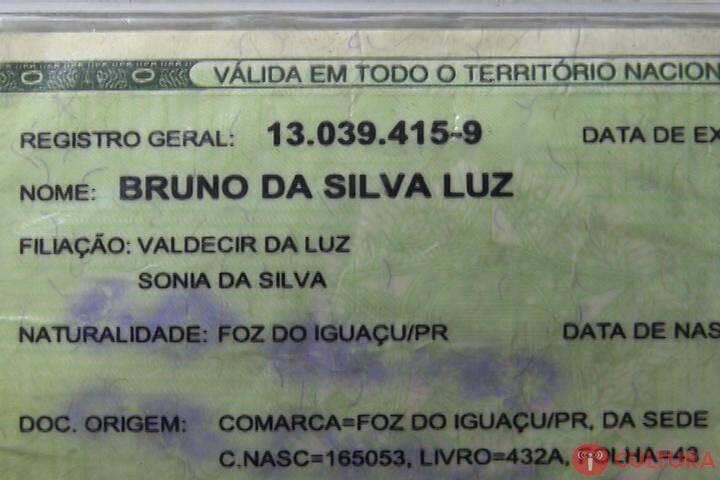 VÁLIDA EM TODO O TERRITÓRIO NACION
REGISTRO GERAL: 13.039.415-9 DATA DE EX
NOME: BRUNO DA SILVA LUZ
FILIAÇÃO: VALDECIR DA LUZ
SONIA DA SILVA
NATURALIDADE: FOZ DO IGUAÇU/PR DATA DE NAS
DOC. ORIGEM: COMARCA=FOZ DO IGUAÇU/PR, DA SEDE
C.NASC=165053, LIVRO=432A, FOLHA=43
CULTURA